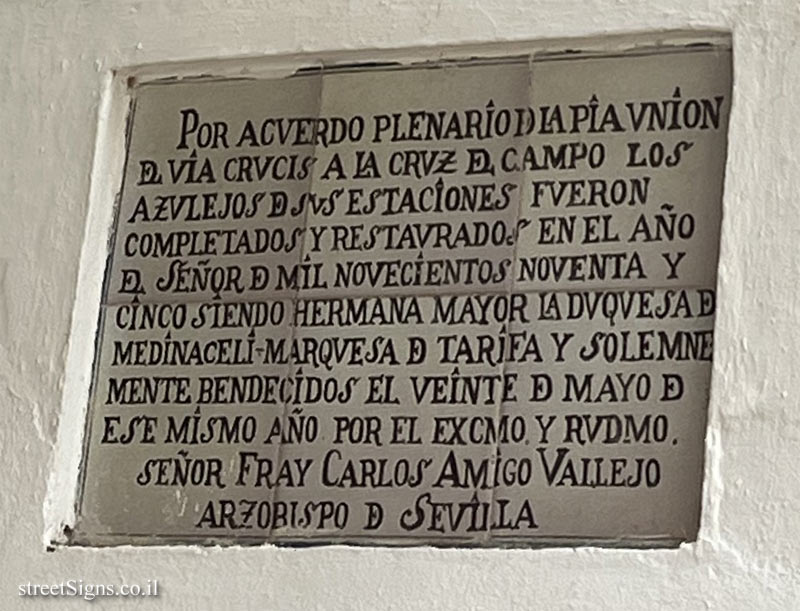 POR ACVERDO PLENARIO D LA PIA VNION
DL VIA CRVCIS A LA CRVZ DL CAMPO LOS
AZVLEJOS D SVS ESTACIONES FVERON
COMPLETADOS Y RESTAVRADOS EN EL AÑO
DL SEÑOR D MIL NOVECIENTOS NOVENTA Y
CINCO SIENDO HERMANA MAYOR LA DVQVESA D
MEDINACELI-MARQVESA D TARIFA Y SOLEMNE
MENTE BENDECIDOS EL VEINTE D MAYO D
ESE MISMO AÑO POR EL EXCMO. Y RVDMO.
SEÑOR FRAY CARLOS AMIGO VALLEJO
ARZOBISPO D SEVILLA
streetSigns.co.il